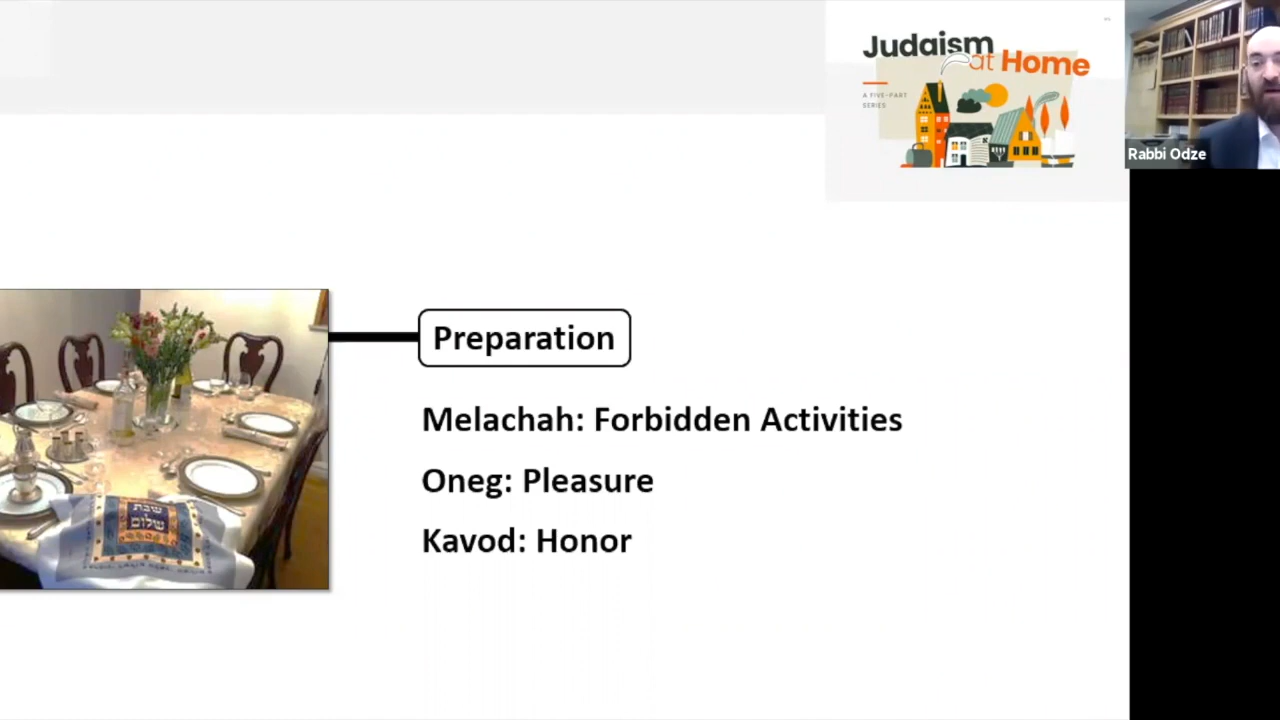 Judaism
at Home
A FIVE-PART
SERIES
Rabbi Odze
Preparation
Melachah: Forbidden Activities
Oneg: Pleasure
Kavod: Honor
שבת
שלום